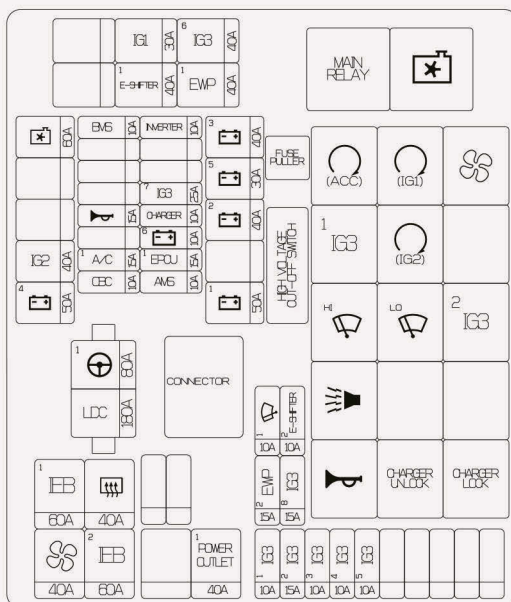 IG1 30A
6 IG3 40A
1 E-SHIFTER 40A
1 EWP 40A
MAIN RELAY
60A
BMS 10A
INVERTER 10A
3 40A
FUSE PULLER
(ACC)
(IG1)
5 30A
7 IG3 25A
15A
CHARGER 10A
2 40A
6 10A
IG2 40A
1 A/C 15A
1 EPCU 15A
4 50A
CBC 10A
AMS 10A
1 50A
HIGH-VOLTAGE CUT-OFF SWITCH
1 IG3
(IG2)
HI
LO
2 IG3
1 80A
LDC 180A
CONNECTOR
1 10A
2 E-SHIFTER 10A
2 EWP 15A
8 IG3 15A
CHARGER UNLOCK
CHARGER LOCK
1 IEB 60A
40A
40A
2 IEB 60A
1 POWER OUTLET 40A
1 IG3 10A
2 IG3 15A
3 IG3 10A
4 IG3 10A
5 IG3 10A